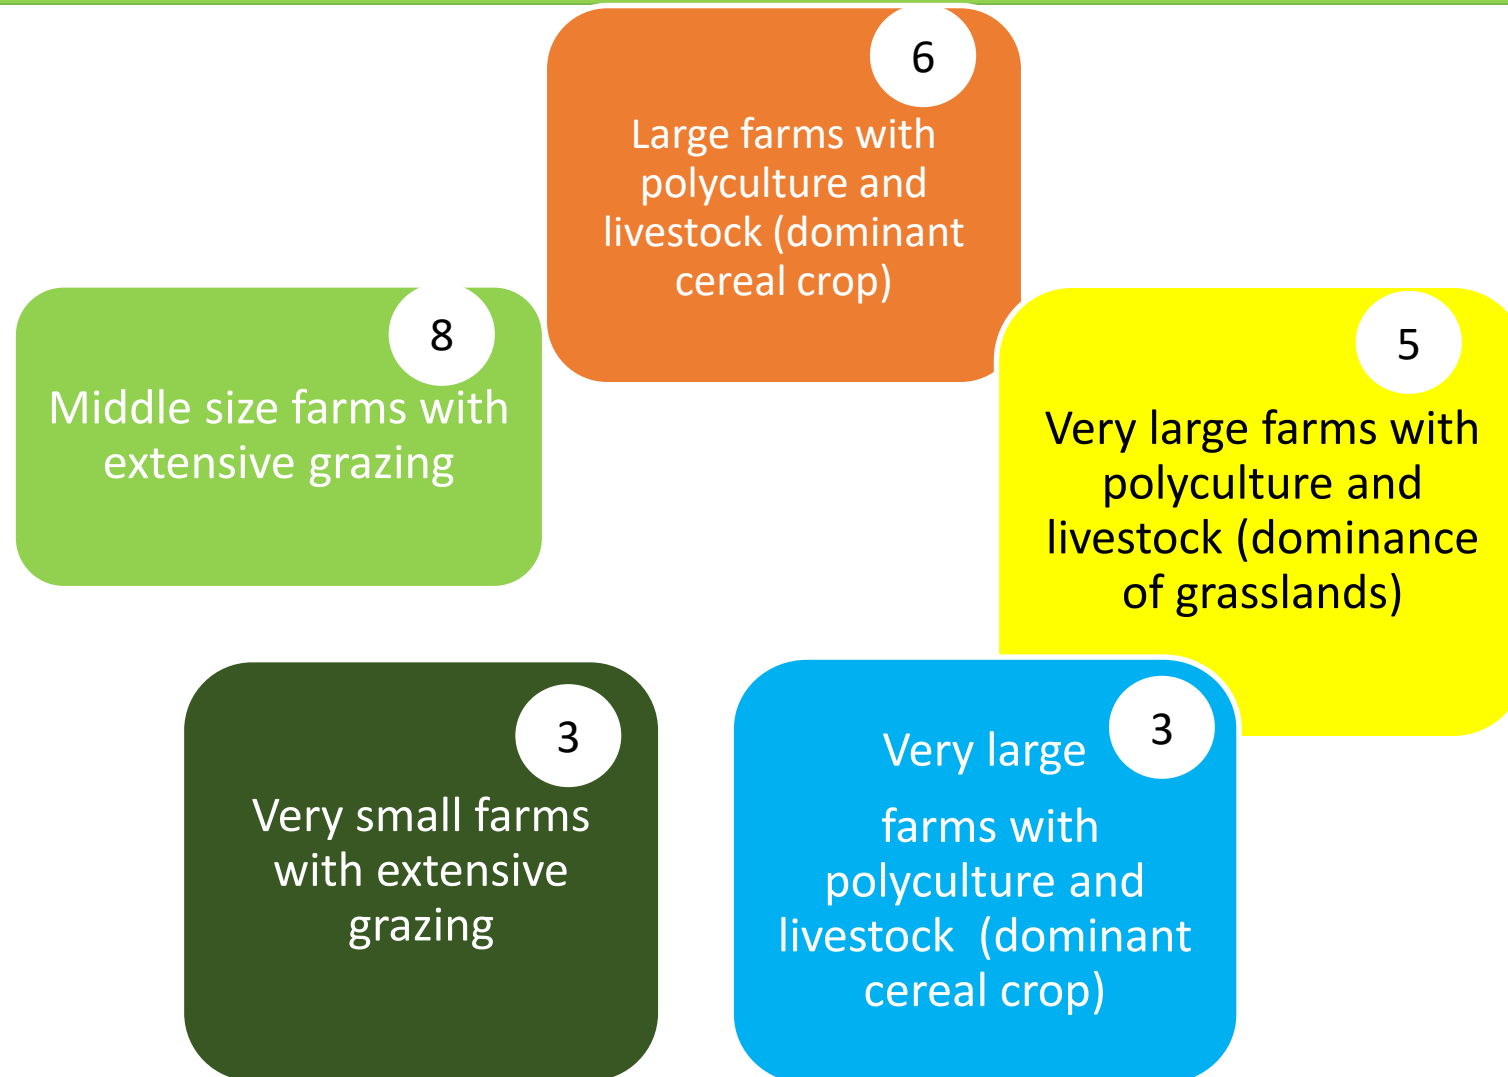 6
Large farms with
polyculture and
livestock (dominant
cereal crop)
8
Middle size farms with
extensive grazing
5
Very large farms with
polyculture and
livestock (dominance
of grasslands)
3
Very small farms
with extensive
grazing
3
Very large
farms with
polyculture and
livestock  (dominant
cereal crop)